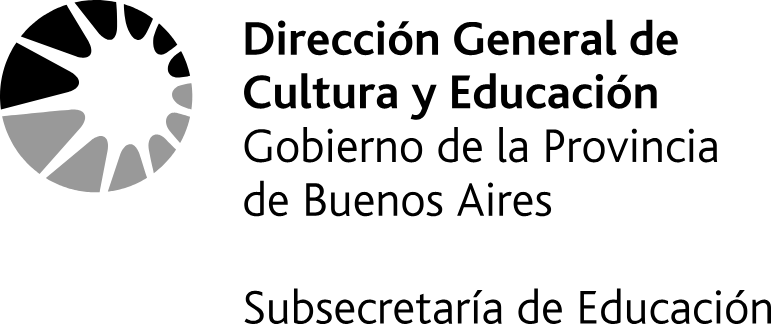 Dirección General de
Cultura y Educación
Gobierno de la Provincia
de Buenos Aires
Subsecretaría de Educación